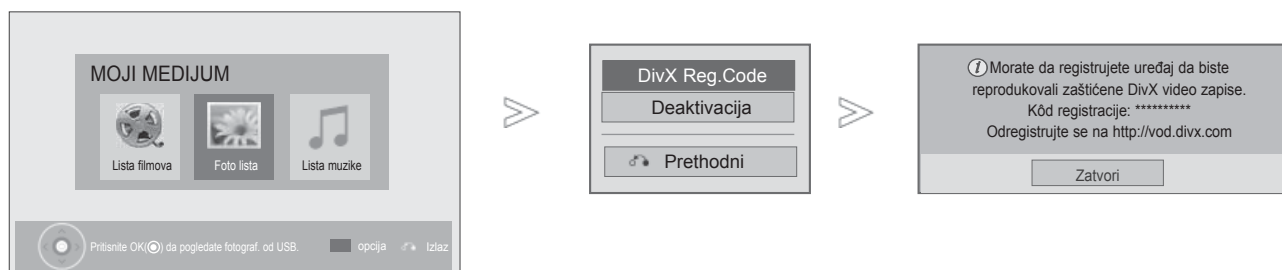 MOJI MEDIJUM
Lista filmova
Foto lista
Lista muzike
Pritisnite OK(◉) da pogledate fotograf. od USB.
opcija
Izlaz
DivX Reg.Code
Deaktivacija
Prethodni
Morate da registrujete uređaj da biste
reprodukovali zaštićene DivX video zapise.
Kôd registracije: **********
Odregistrujte se na http://vod.divx.com
Zatvori